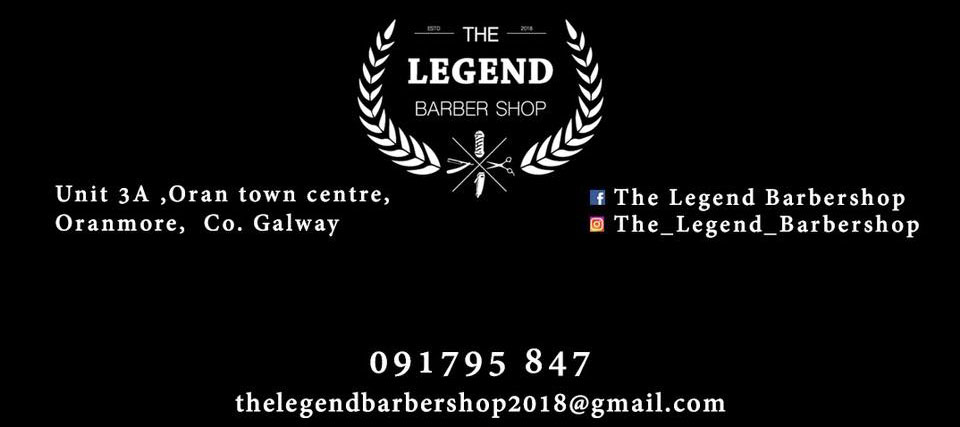 ESTD THE 2018
LEGEND
BARBER SHOP
Unit 3A ,Oran town centre,
Oranmore, Co. Galway
The Legend Barbershop
The_Legend_Barbershop
091795 847
thelegendbarbershop2018@gmail.com